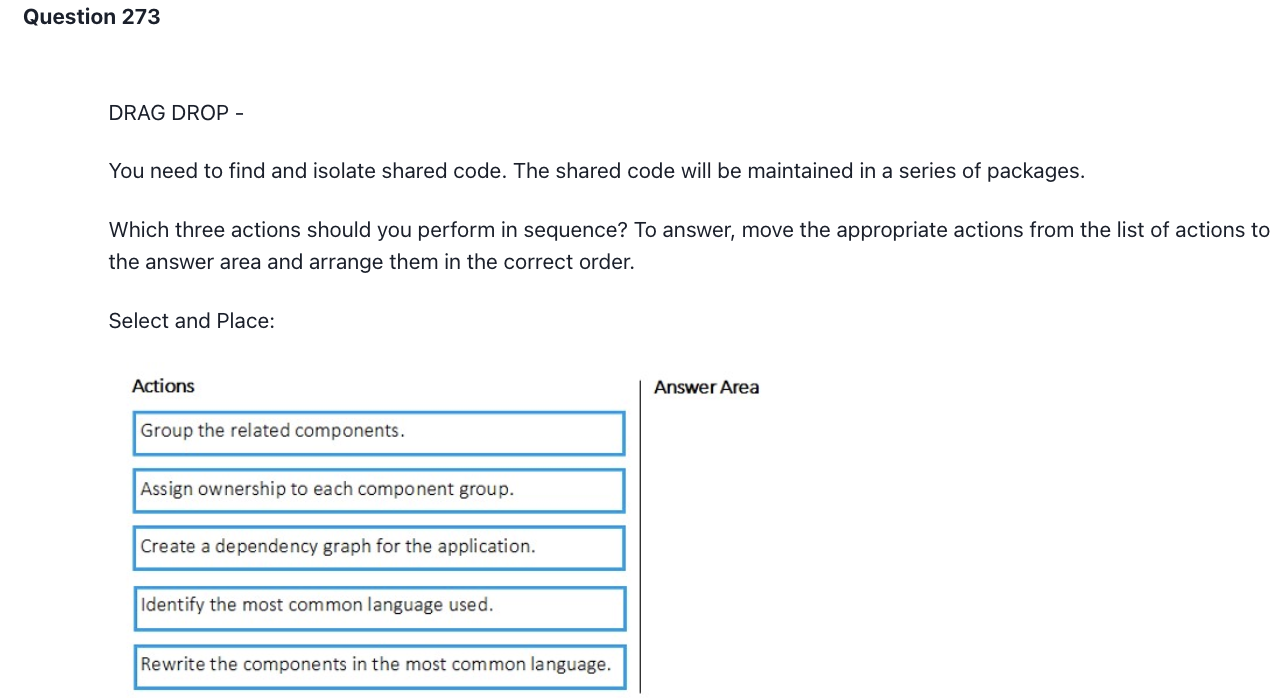 Question 273
DRAG DROP -
You need to find and isolate shared code. The shared code will be maintained in a series of packages.
Which three actions should you perform in sequence? To answer, move the appropriate actions from the list of actions to
the answer area and arrange them in the correct order.
Select and Place:
Actions
Answer Area
Group the related components.
Assign ownership to each component group.
Create a dependency graph for the application.
Identify the most common language used.
Rewrite the components in the most common language.